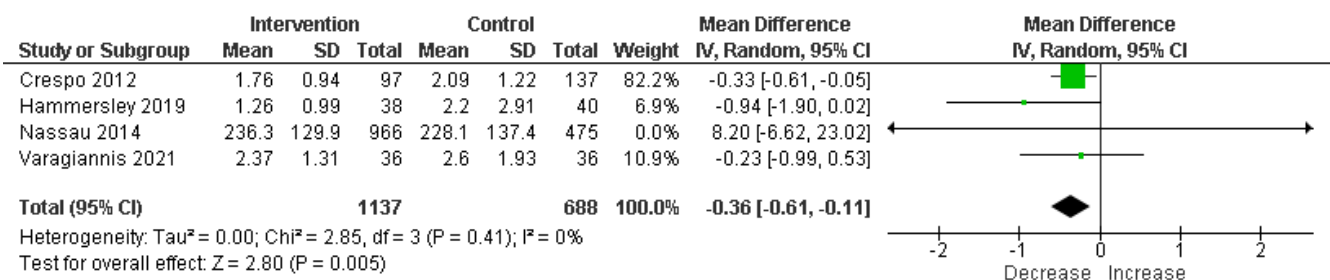 Intervention Control Mean Difference Mean Difference
Study or Subgroup Mean SD Total Mean SD Total Weight IV, Random, 95% CI IV, Random, 95% CI
Crespo 2012 1.76 0.94 97 2.09 1.22 137 82.2% -0.33 [-0.61, -0.05]
Hammersley 2019 1.26 0.99 38 2.2 2.91 40 6.9% -0.94 [-1.90, 0.02]
Nassau 2014 236.3 129.9 966 228.1 137.4 475 0.0% 8.20 [-6.62, 23.02]
Varagiannis 2021 2.37 1.31 36 2.6 1.93 36 10.9% -0.23 [-0.99, 0.53]
Total (95% CI) 1137 688 100.0% -0.36 [-0.61, -0.11]
Heterogeneity: Tau² = 0.00; Chi² = 2.85, df = 3 (P = 0.41); I² = 0%
Test for overall effect: Z = 2.80 (P = 0.005)
-2 -1 0 1 2
Decrease Increase